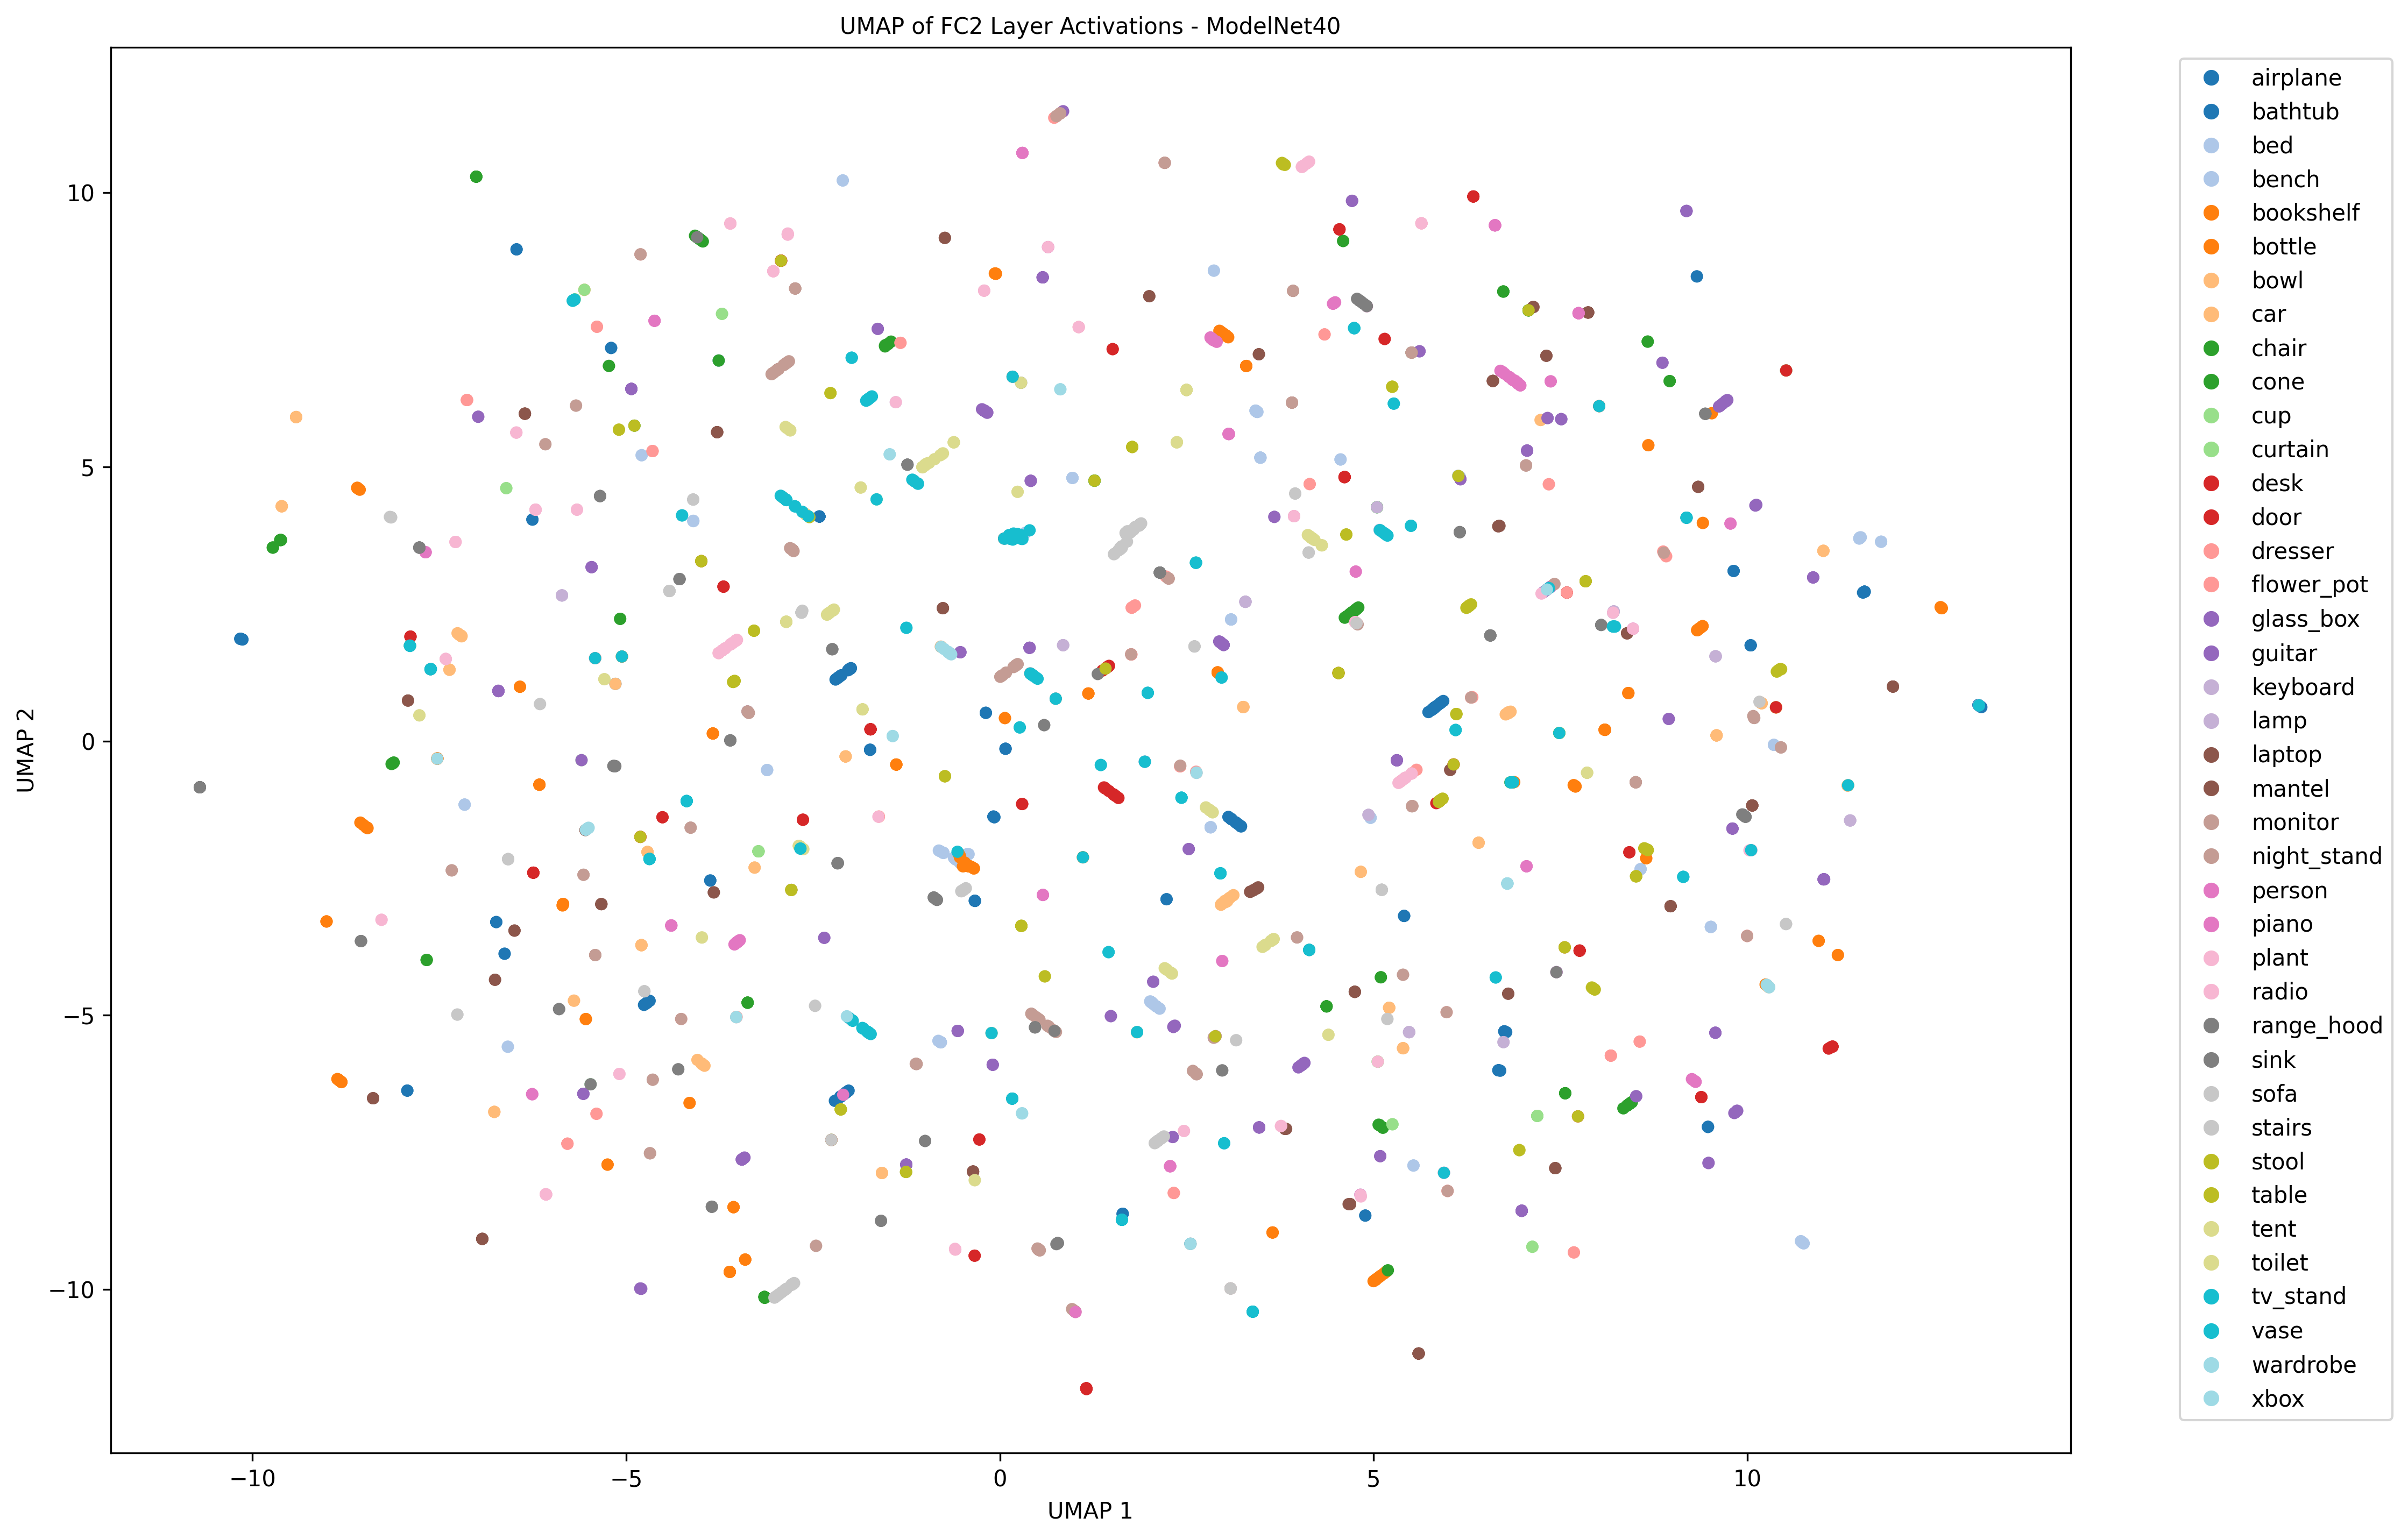 UMAP of FC2 Layer Activations - ModelNet40
10
5
0
−5
−10
UMAP 2
−10
−5
0
5
10
UMAP 1
airplane
bathtub
bed
bench
bookshelf
bottle
bowl
car
chair
cone
cup
curtain
desk
door
dresser
flower_pot
glass_box
guitar
keyboard
lamp
laptop
mantel
monitor
night_stand
person
piano
plant
radio
range_hood
sink
sofa
stairs
stool
table
tent
toilet
tv_stand
vase
wardrobe
xbox